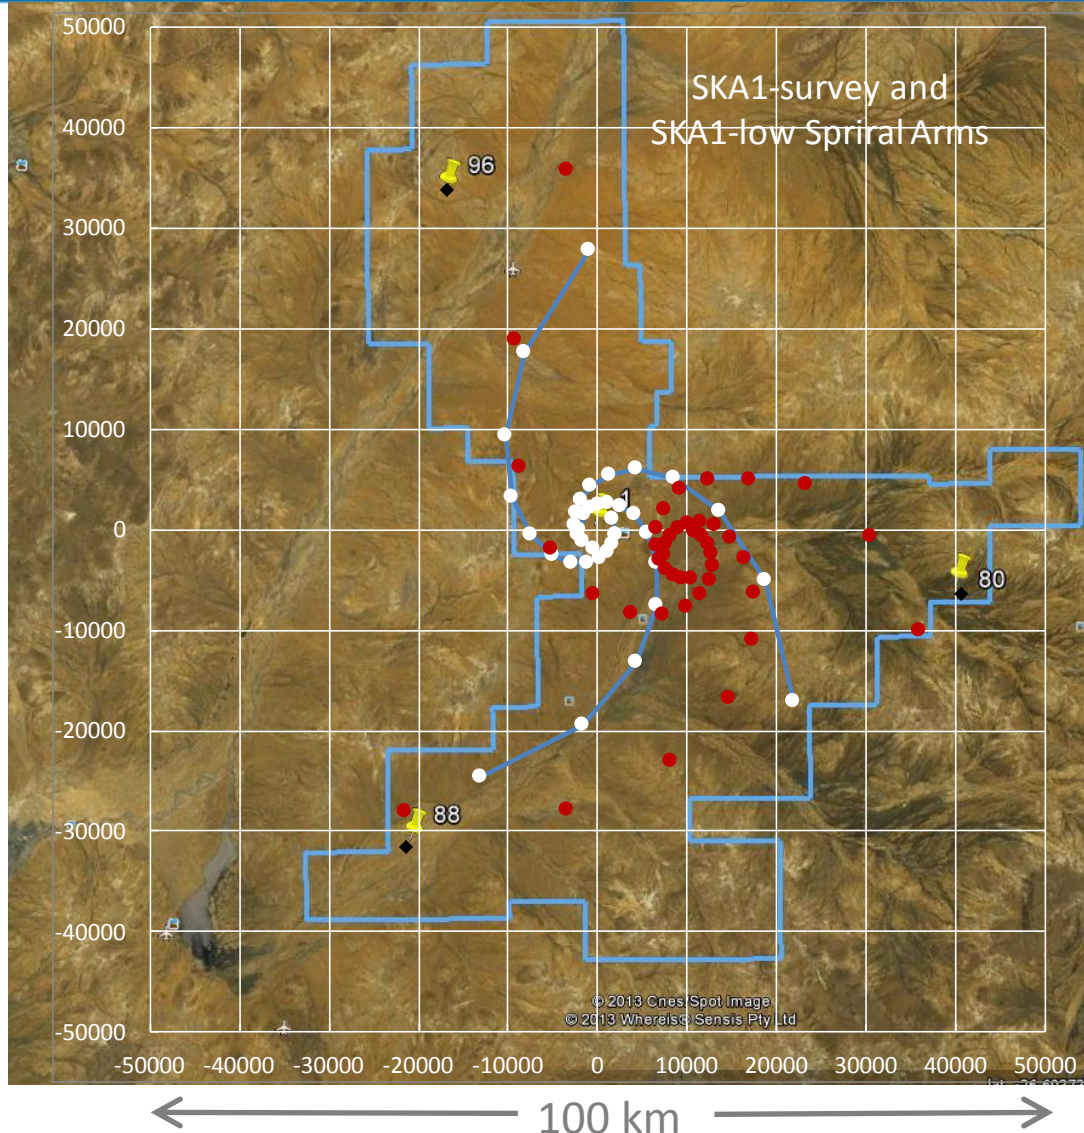 50000
SKA1-survey and
SKA1-low Spriral Arms
40000
96
30000
20000
10000
1
0
80
-10000
-20000
88
-30000
-40000
© 2013 Cnes/Spot Image
© 2013 Whereis® Sensis Pty Ltd
-50000
-50000 -40000 -30000 -20000 -10000 0 10000 20000 30000 40000 50000
100 km